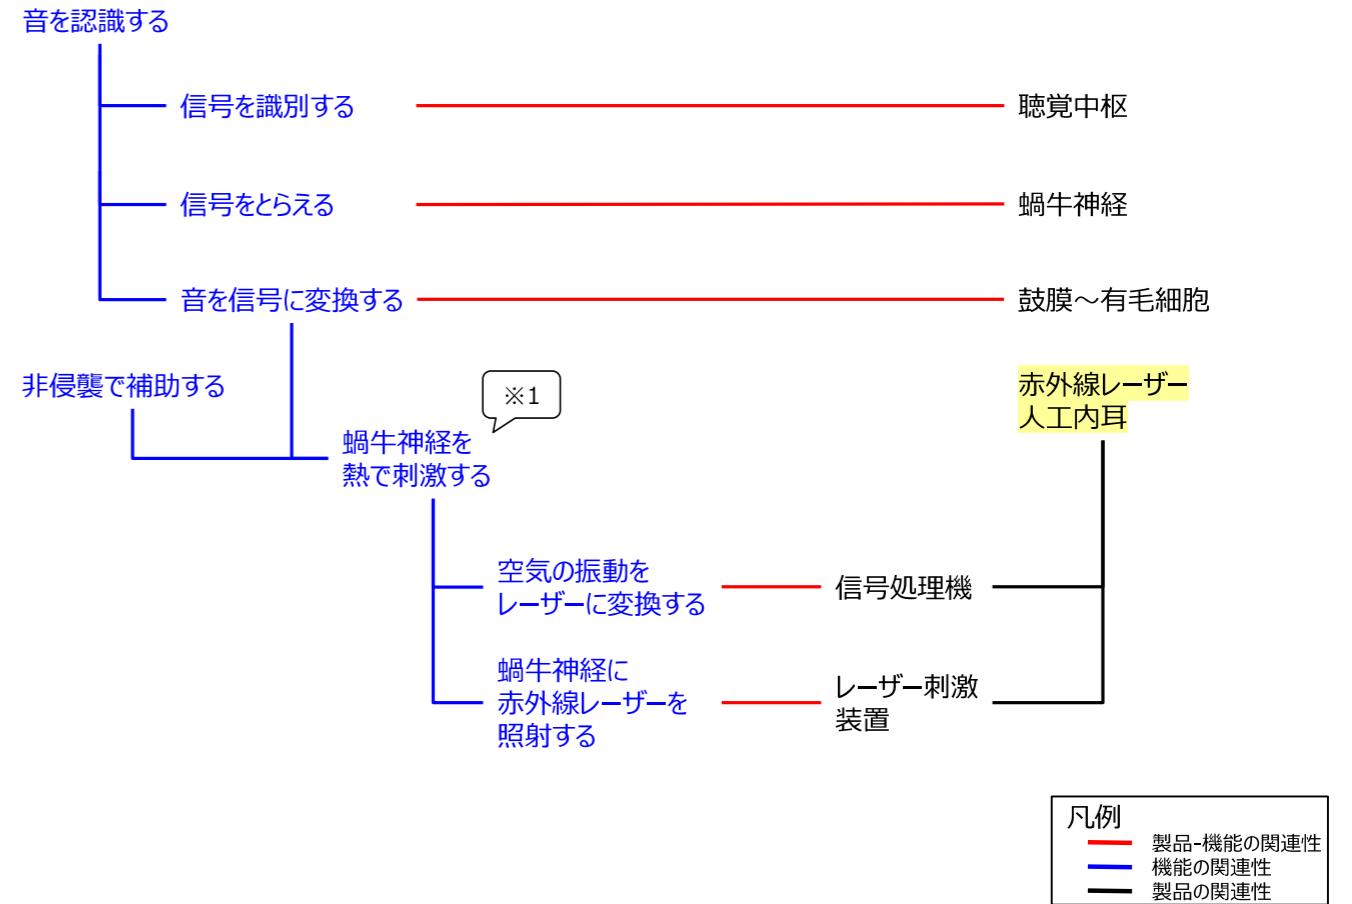 音を認識する
信号を識別する
聴覚中枢
信号をとらえる
蝸牛神経
音を信号に変換する
鼓膜～有毛細胞
非侵襲で補助する
※1
赤外線レーザー
人工内耳
蝸牛神経を
熱で刺激する
空気の振動を
レーザーに変換する
信号処理機
蝸牛神経に
赤外線レーザーを
照射する
レーザー刺激
装置
凡例
製品-機能の関連性
機能の関連性
製品の関連性